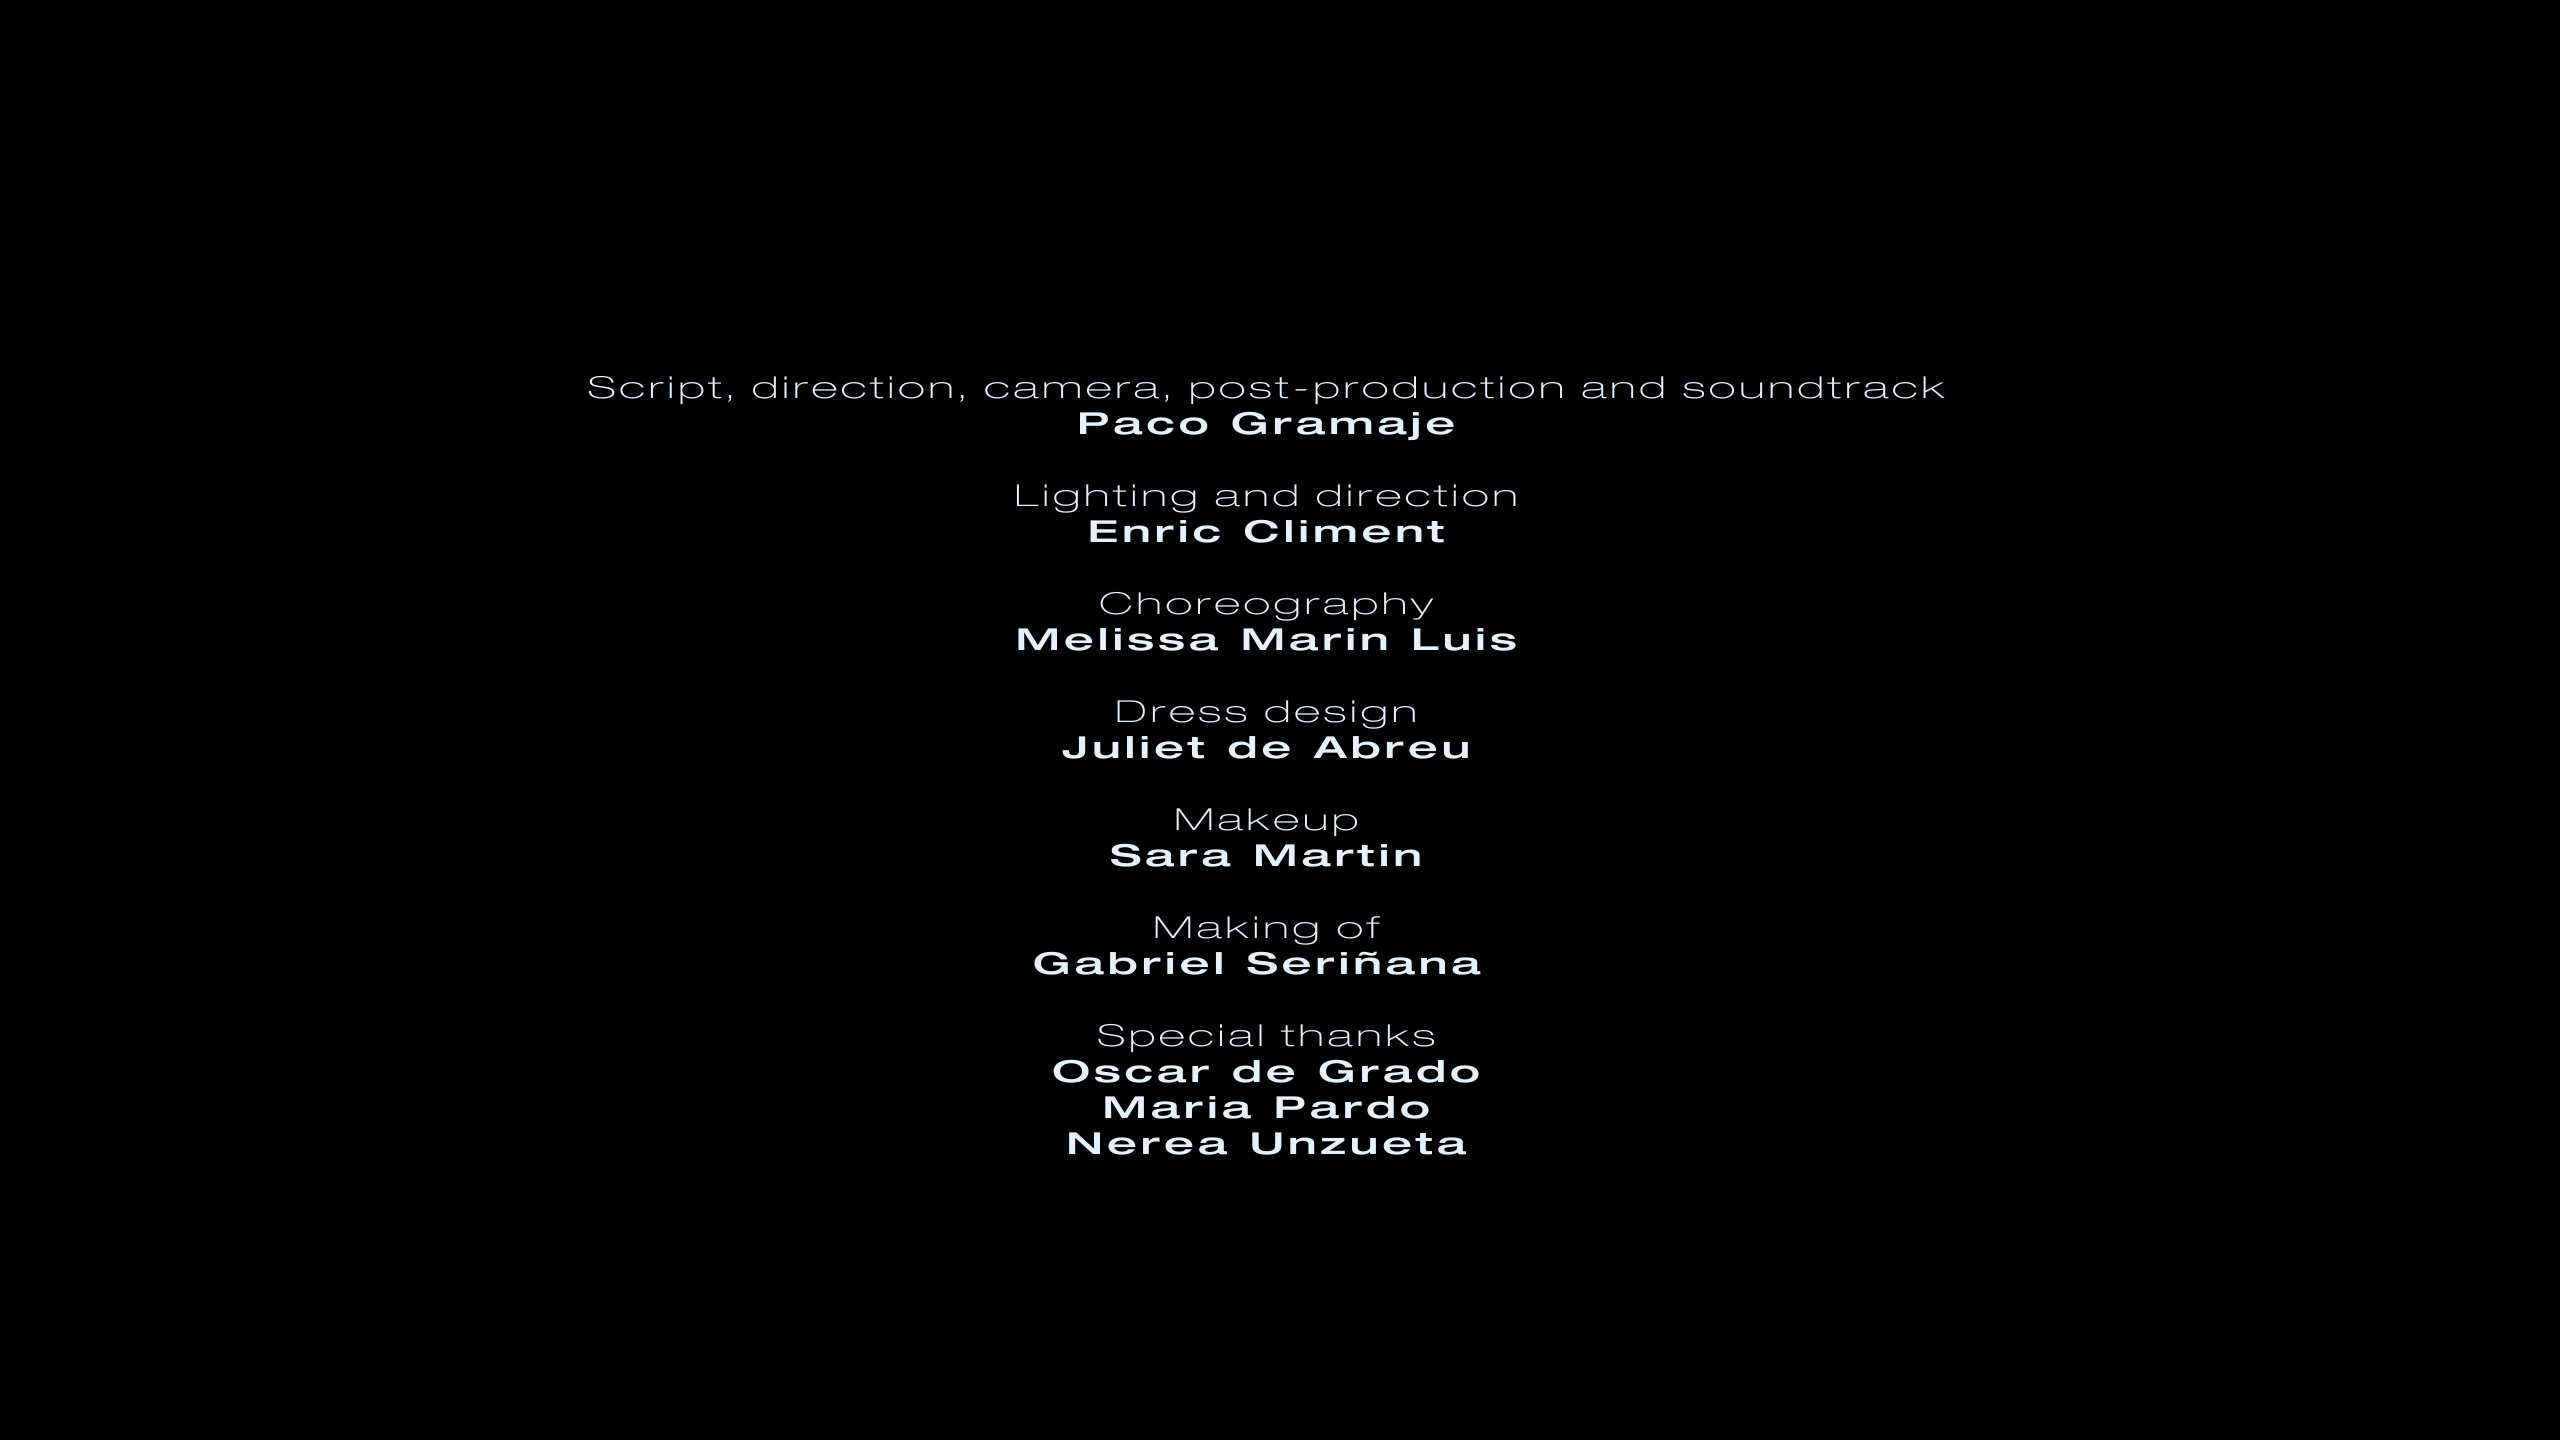 Script, direction, camera, post-production and soundtrack
Paco Gramaje
Lighting and direction
Enric Climent
Choreography
Melissa Marin Luis
Dress design
Juliet de Abreu
Makeup
Sara Martin
Making of
Gabriel Seriñana
Special thanks
Oscar de Grado
Maria Pardo
Nerea Unzueta